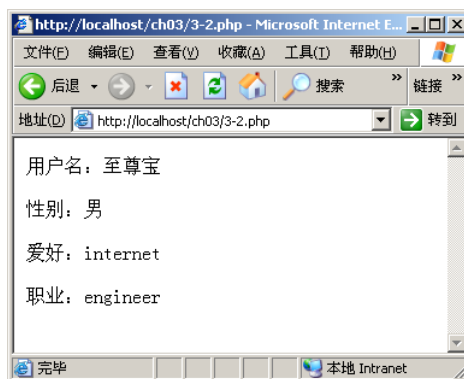 http://localhost/ch03/3-2.php - Microsoft Internet E...
文件(F) 编辑(E) 查看(V) 收藏(A) 工具(T) 帮助(H)
后退 搜索 » 链接 »
地址(D) http://localhost/ch03/3-2.php 转到
用户名：至尊宝
性别：男
爱好：internet
职业：engineer
完毕 本地 Intranet